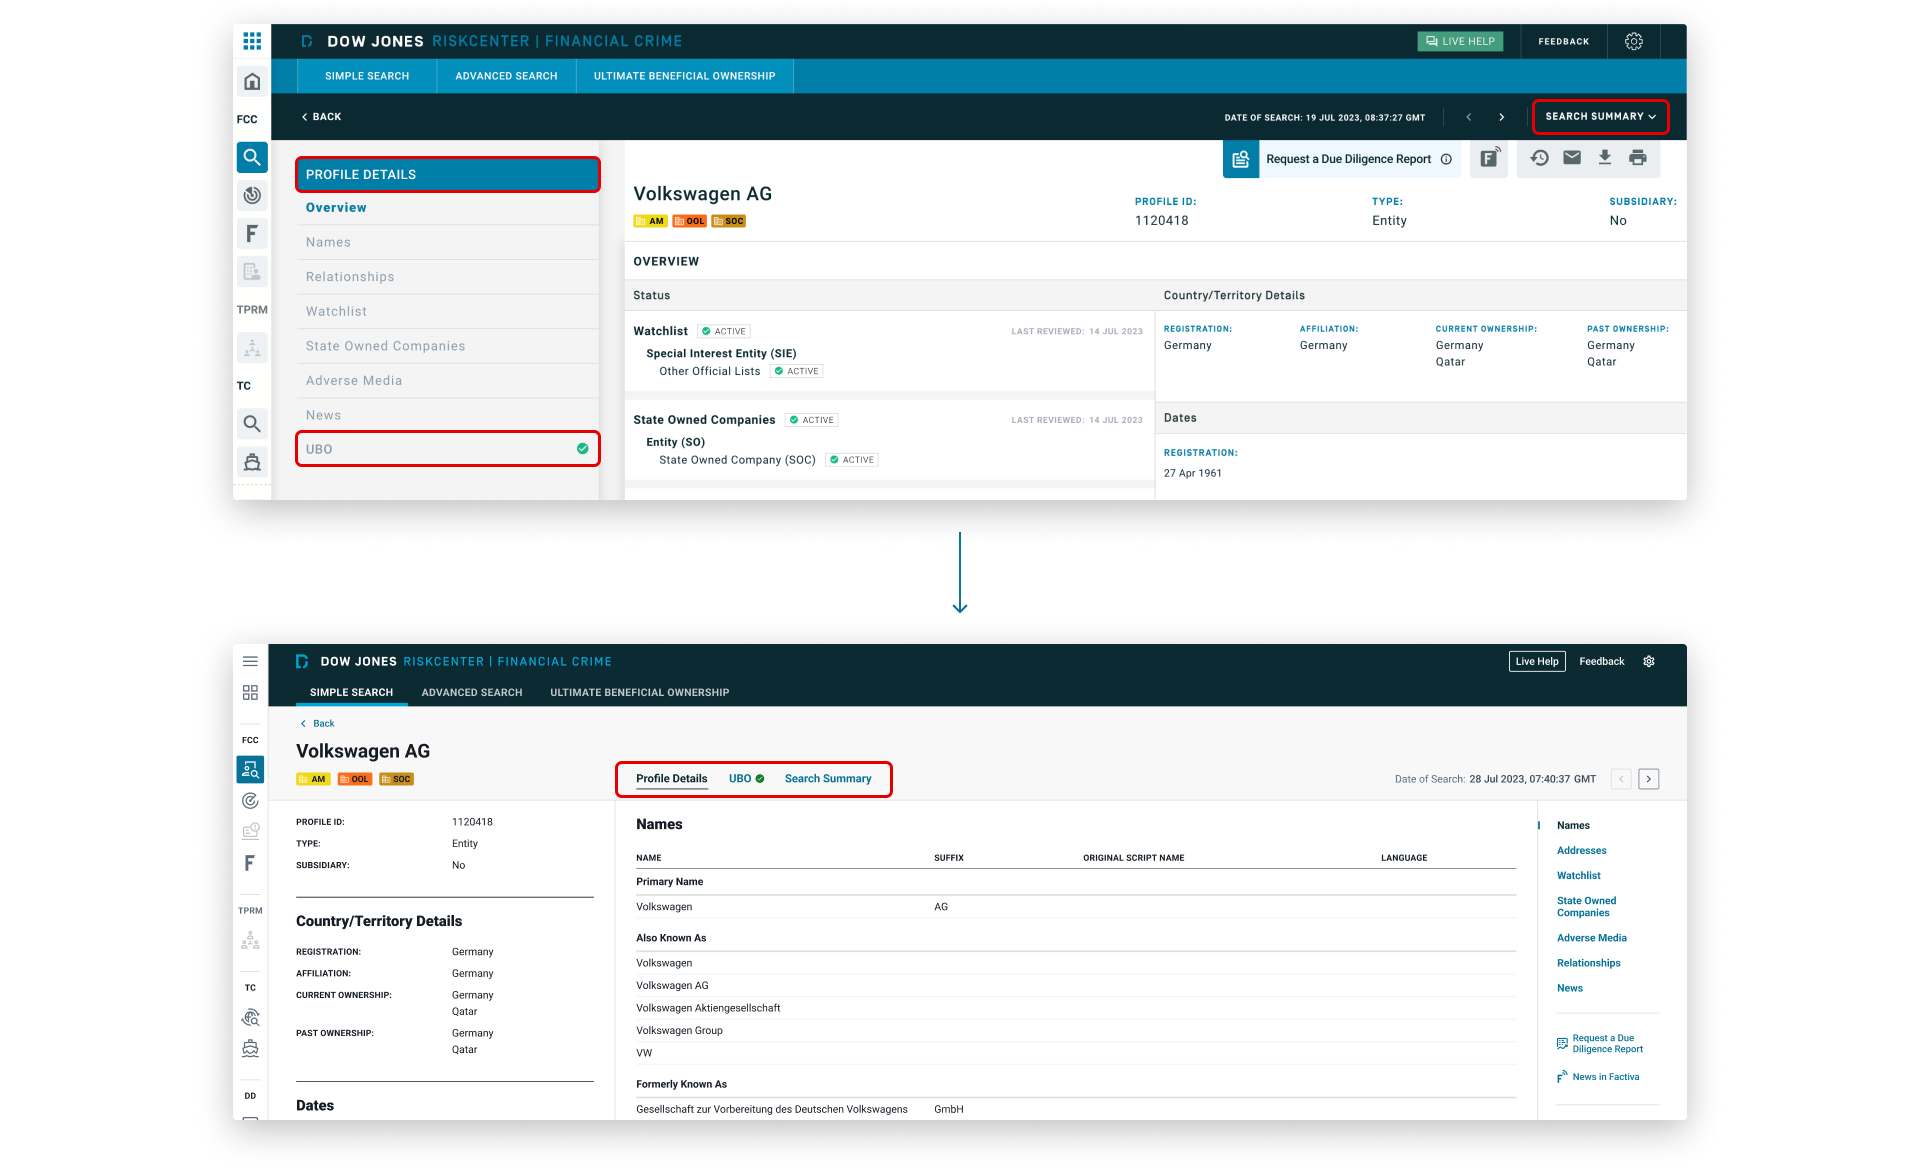 DOW JONES RISKCENTER | FINANCIAL CRIME
LIVE HELP
FEEDBACK
SIMPLE SEARCH
ADVANCED SEARCH
ULTIMATE BENEFICIAL OWNERSHIP
BACK
DATE OF SEARCH: 19 JUL 2023, 08:37:27 GMT
SEARCH SUMMARY
FCC
F
TPRM
TC
PROFILE DETAILS
Overview
Names
Relationships
Watchlist
State Owned Companies
Adverse Media
News
UBO
Request a Due Diligence Report
F
Volkswagen AG
AM
OOL
SOC
PROFILE ID:
1120418
TYPE:
Entity
SUBSIDIARY:
No
OVERVIEW
Status
Watchlist ACTIVE
LAST REVIEWED: 14 JUL 2023
Special Interest Entity (SIE)
Other Official Lists ACTIVE
State Owned Companies ACTIVE
LAST REVIEWED: 14 JUL 2023
Entity (SO)
State Owned Company (SOC) ACTIVE
Country/Territory Details
REGISTRATION:
Germany
AFFILIATION:
Germany
CURRENT OWNERSHIP:
Germany
Qatar
PAST OWNERSHIP:
Germany
Qatar
Dates
REGISTRATION:
27 Apr 1961
DOW JONES RISKCENTER | FINANCIAL CRIME
Live Help
Feedback
SIMPLE SEARCH
ADVANCED SEARCH
ULTIMATE BENEFICIAL OWNERSHIP
FCC
F
TPRM
TC
DD
Back
Volkswagen AG
AM
OOL
SOC
Profile Details
UBO
Search Summary
Date of Search: 28 Jul 2023, 07:40:37 GMT
PROFILE ID: 1120418
TYPE: Entity
SUBSIDIARY: No
Country/Territory Details
REGISTRATION: Germany
AFFILIATION: Germany
CURRENT OWNERSHIP: Germany
Qatar
PAST OWNERSHIP: Germany
Qatar
Dates
Names
NAME SUFFIX ORIGINAL SCRIPT NAME LANGUAGE
Primary Name
Volkswagen AG
Also Known As
Volkswagen
Volkswagen AG
Volkswagen Aktiengesellschaft
Volkswagen Group
VW
Formerly Known As
Gesellschaft zur Vorbereitung des Deutschen Volkswagens GmbH
Names
Addresses
Watchlist
State Owned
Companies
Adverse Media
Relationships
News
Request a Due
Diligence Report
News in Factiva